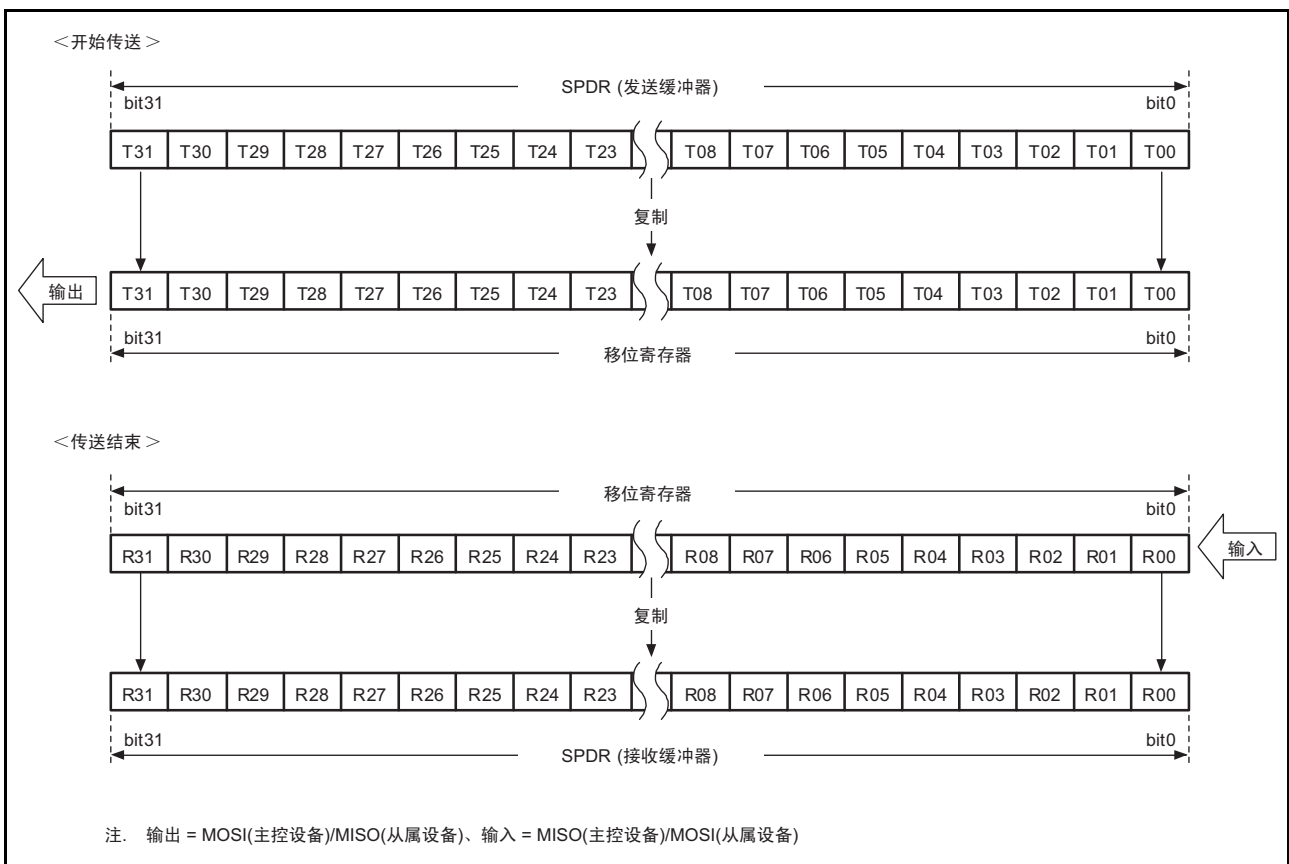 ＜开始传送＞
SPDR (发送缓冲器)
bit31 bit0
T31 T30 T29 T28 T27 T26 T25 T24 T23 T08 T07 T06 T05 T04 T03 T02 T01 T00
复制
输出 T31 T30 T29 T28 T27 T26 T25 T24 T23 T08 T07 T06 T05 T04 T03 T02 T01 T00
bit31 bit0
移位寄存器
＜传送结束＞
移位寄存器
bit31 bit0
R31 R30 R29 R28 R27 R26 R25 R24 R23 R08 R07 R06 R05 R04 R03 R02 R01 R00 输入
复制
R31 R30 R29 R28 R27 R26 R25 R24 R23 R08 R07 R06 R05 R04 R03 R02 R01 R00
bit31 bit0
SPDR (接收缓冲器)
注. 输出 = MOSI(主控设备)/MISO(从属设备)、输入 = MISO(主控设备)/MOSI(从属设备)